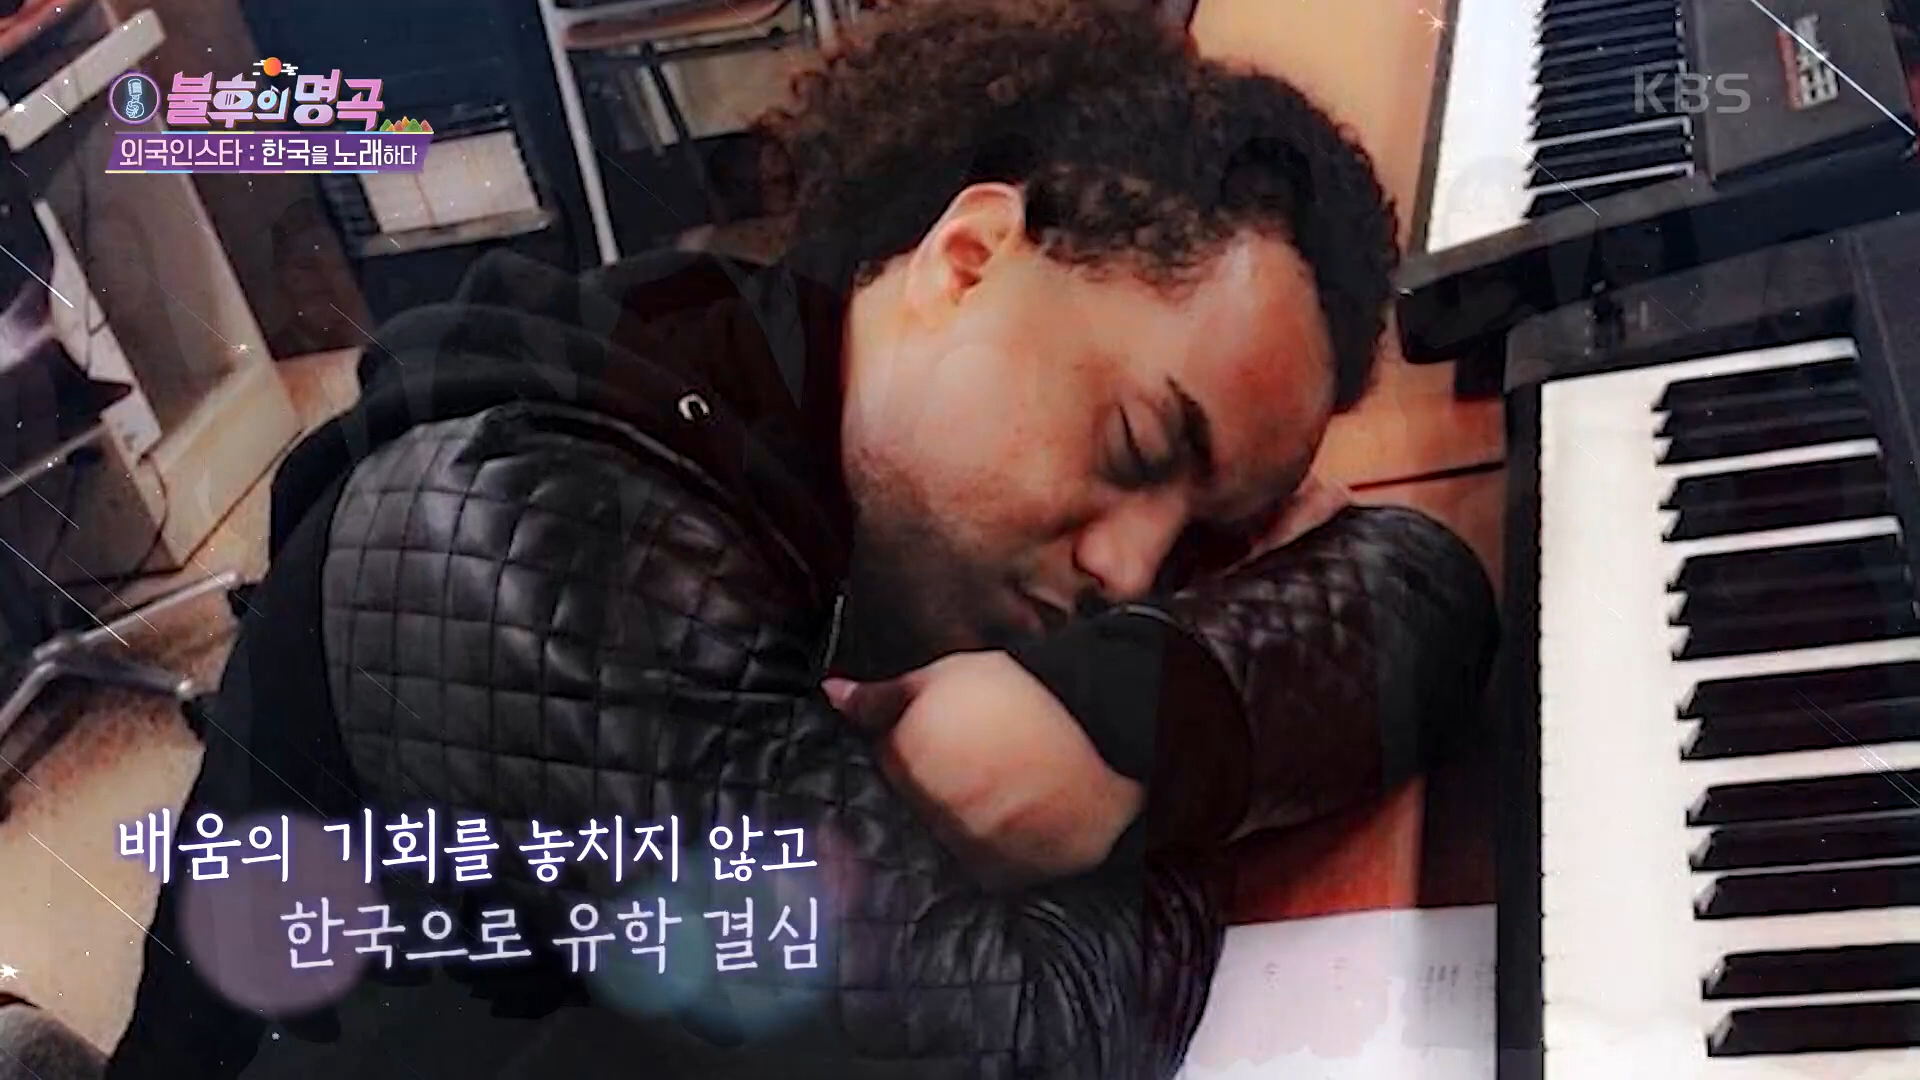 불후의 명곡
외국인스타 : 한국을 노래하다
KBS
배움의 기회를 놓치지 않고
한국으로 유학 결심